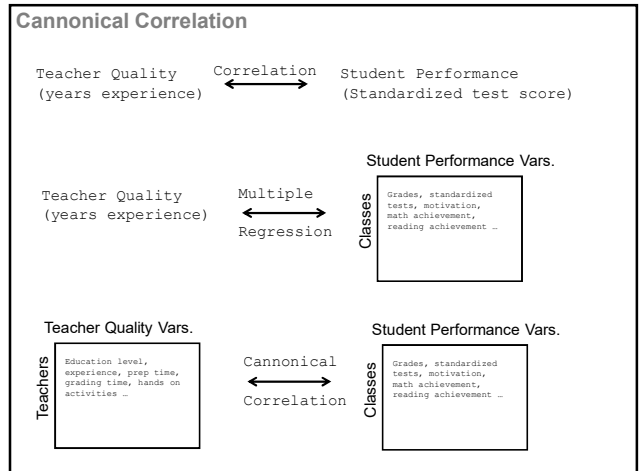 Cannonical Correlation
Teacher Quality
(years experience)
Correlation
Student Performance
(Standardized test score)
Teacher Quality
(years experience)
Multiple
Regression
Student Performance Vars.
Classes
Grades, standardized
tests, motivation,
math achievement,
reading achievement …
Teacher Quality Vars.
Teachers
Education level,
experience, prep time,
grading time, hands on
activities …
Cannonical
Correlation
Student Performance Vars.
Classes
Grades, standardized
tests, motivation,
math achievement,
reading achievement …